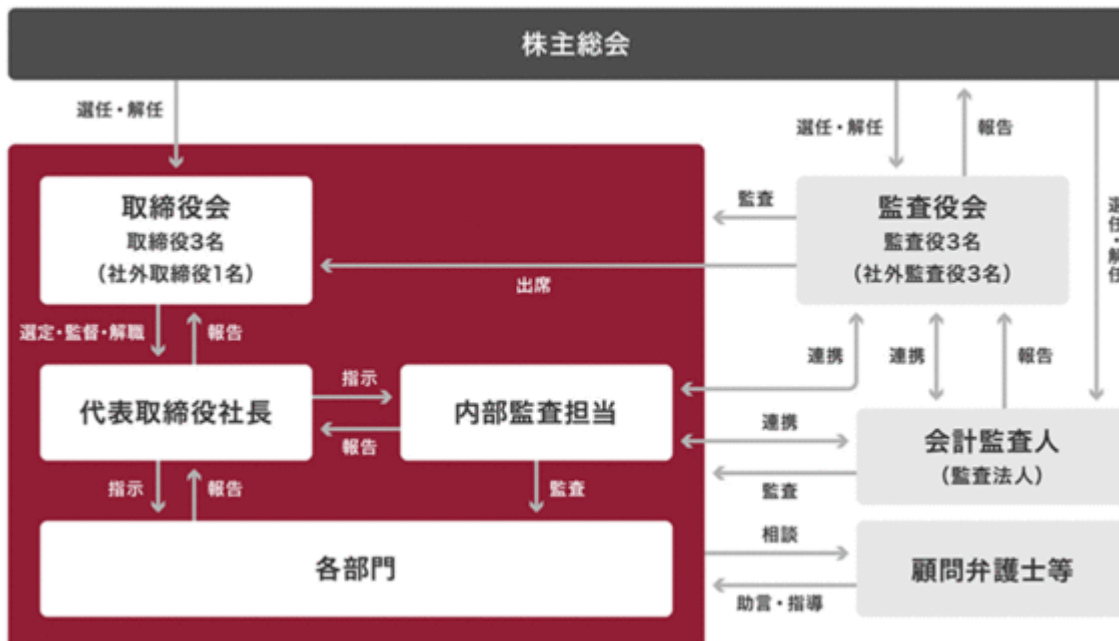 株主総会
選任・解任
選任・解任
報告
選任・解任
取締役会
取締役3名
（社外取締役1名）
監査
監査役会
監査役3名
（社外監査役3名）
出席
選定・監督・解職
報告
連携
連携
報告
代表取締役社長
指示
報告
内部監査担当
連携
監査
会計監査人
（監査法人）
指示
報告
監査
各部門
相談
助言・指導
顧問弁護士等